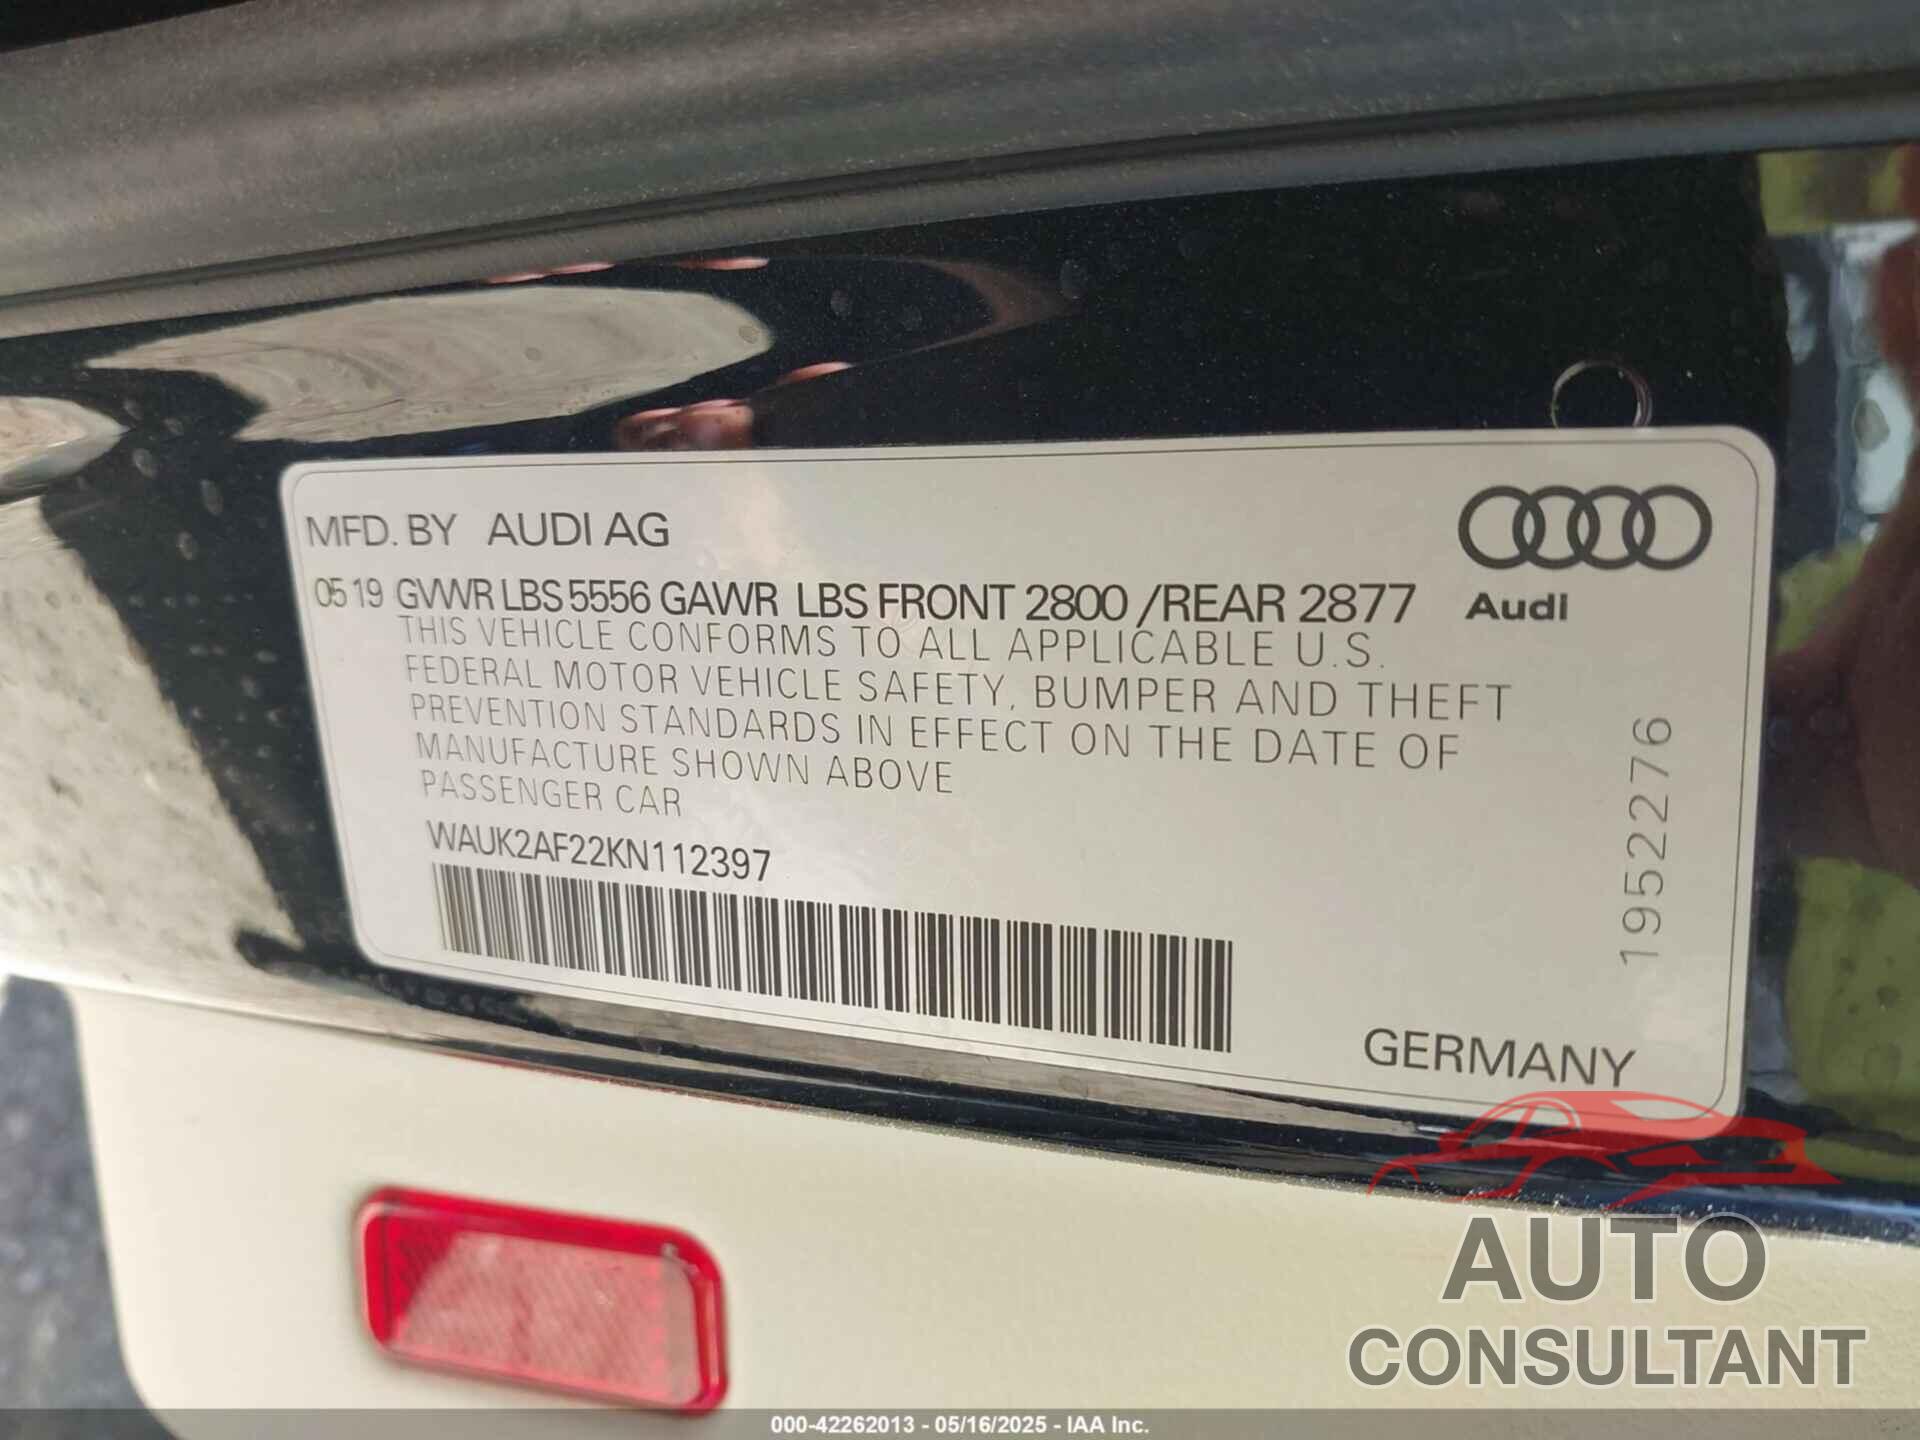 MFD. BY AUDI AG
05 19 GVWR LBS 5556 GAWR LBS FRONT 2800 /REAR 2877
Audi
THIS VEHICLE CONFORMS TO ALL APPLICABLE U.S.
FEDERAL MOTOR VEHICLE SAFETY, BUMPER AND THEFT
PREVENTION STANDARDS IN EFFECT ON THE DATE OF
MANUFACTURE SHOWN ABOVE
PASSENGER CAR
WAUK2AF22KN112397
1952276
GERMANY
AUTO
CONSULTANT
000-42262013 - 05/16/2025 - IAA Inc.